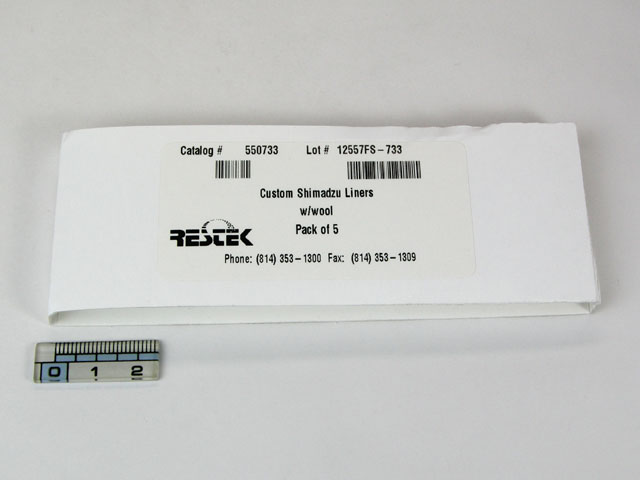 Catalog # 550733 Lot # 12557FS-733
Custom Shimadzu Liners
w/wool
Pack of 5
RESTEK
Phone: (814) 353-1300 Fax: (814) 353-1309
0 1 2